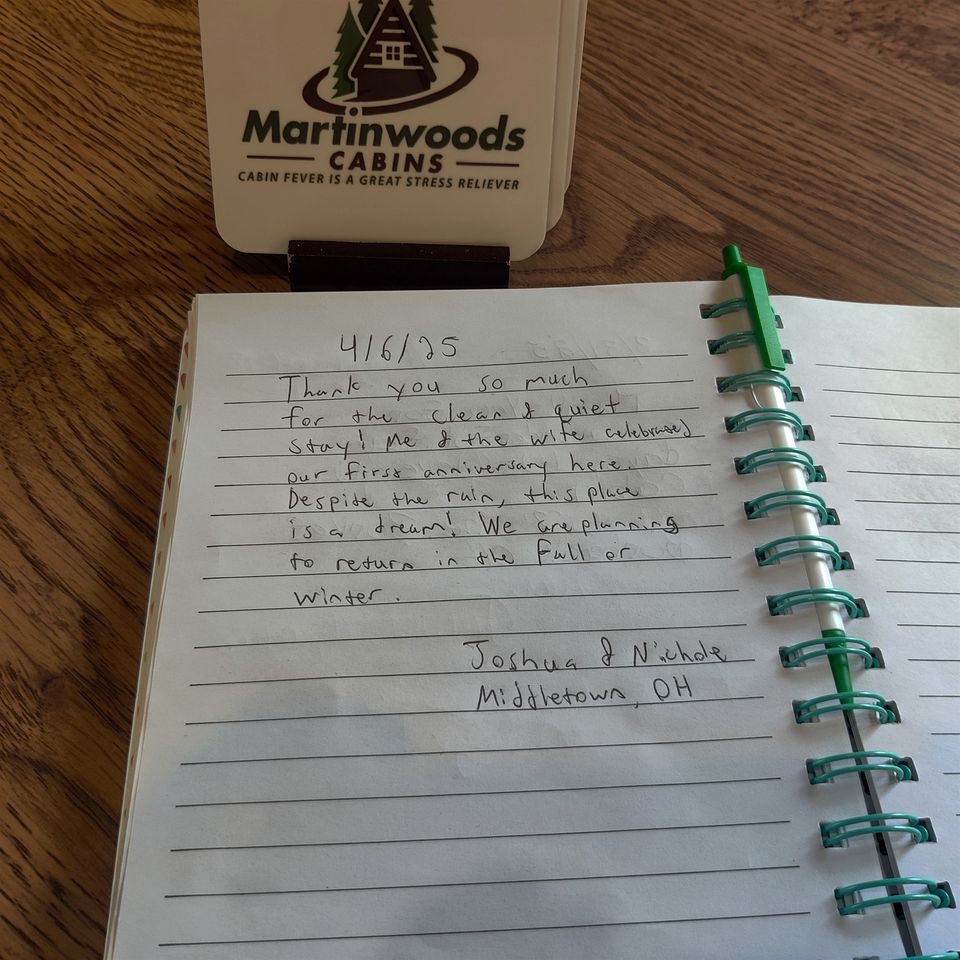 Martinwoods
CABINS
CABIN FEVER IS A GREAT STRESS RELIEVER
4/6/25
Thank you so much
for the clean & quiet
stay! Me & the wife celebrated
our first anniversary here.
Despite the rain, this place
is a dream! We are planning
to return in the fall or
winter.
Joshua & Nichole
Middletown, OH